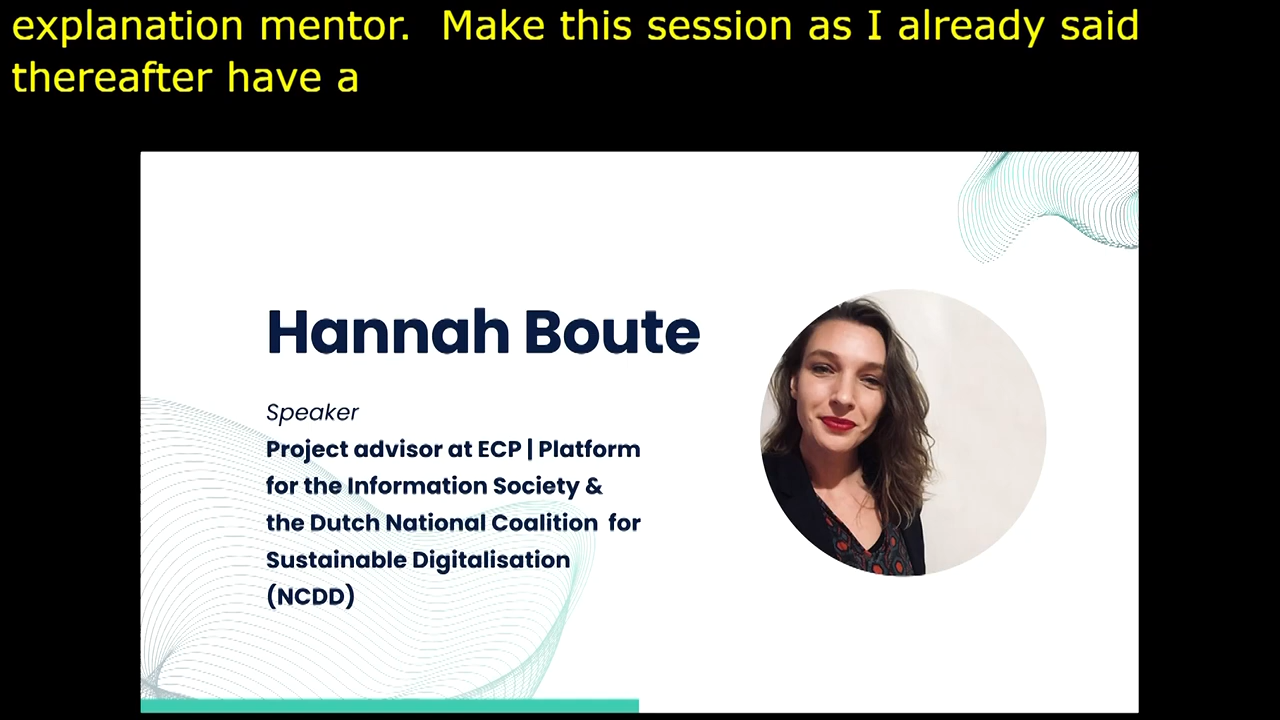 explanation mentor.  Make this session as I already said
thereafter have a
Hannah Boute
Speaker
Project advisor at ECP | Platform
for the Information Society &
the Dutch National Coalition  for
Sustainable Digitalisation
(NCDD)